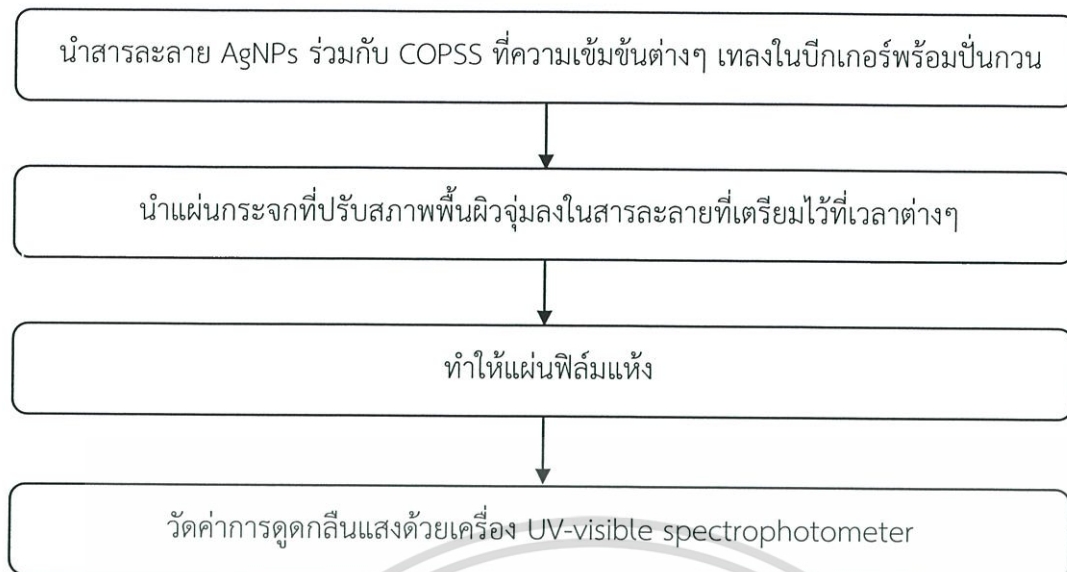 นำสารละลาย AgNPs ร่วมกับ COPSS ที่ความเข้มข้นต่างๆ เทลงในบีกเกอร์พร้อมปั่นกวน
นำแผ่นกระจกที่ปรับสภาพพื้นผิวจุ่มลงในสารละลายที่เตรียมไว้ที่เวลาต่างๆ
ทำให้แผ่นฟิล์มแห้ง
วัดค่าการดูดกลืนแสงด้วยเครื่อง UV-visible spectrophotometer